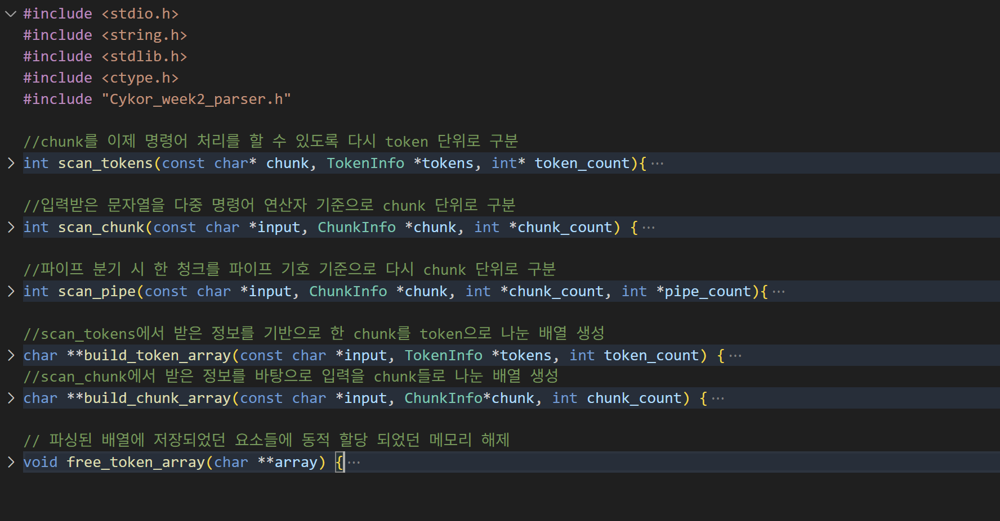 #include <stdio.h>
#include <string.h>
#include <stdlib.h>
#include <ctype.h>
#include "Cykor_week2_parser.h"
//chunk를 이제 명령어 처리를 할 수 있도록 다시 token 단위로 구분
int scan_tokens(const char* chunk, TokenInfo *tokens, int* token_count){ ···
//입력받은 문자열을 다중 명령어 연산자 기준으로 chunk 단위로 구분
int scan_chunk(const char *input, ChunkInfo *chunk, int *chunk_count) { ···
//파이프 분기 시 한 청크를 파이프 기호 기준으로 다시 chunk 단위로 구분
int scan_pipe(const char *input, ChunkInfo *chunk, int *chunk_count, int *pipe_count){ ···
//scan_tokens에서 받은 정보를 기반으로 한 chunk를 token으로 나눈 배열 생성
char **build_token_array(const char *input, TokenInfo *tokens, int token_count) { ···
//scan_chunk에서 받은 정보를 바탕으로 입력을 chunk들로 나눈 배열 생성
char **build_chunk_array(const char *input, ChunkInfo*chunk, int chunk_count) { ···
// 파싱된 배열에 저장되었던 요소들에 동적 할당 되었던 메모리 해제
void free_token_array(char **array) { ···